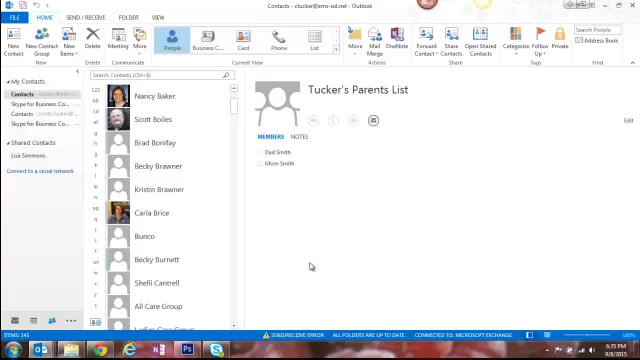 Contacts - ctucker@ems-isd.net - Outlook
FILE HOME SEND / RECEIVE FOLDER VIEW
New Contact
New Contact Group
New Items
Delete
Meeting
More
People
Business C...
Card
Phone
List
Move
Mail Merge
OneNote
Forward Contact
Share Contacts
Open Shared Contacts
Categorize
Follow Up
Private
Search People
Address Book
New
Delete
Communicate
Current View
Actions
Share
Tags
Find
My Contacts
Contacts
Skype for Business Co...
Contacts
Skype for Business Co...
Shared Contacts
Lisa Simmons
Connect to a social network
Search Contacts (Ctrl+E)
123
Nancy Baker
Scott Boiles
Brad Bonifay
Becky Brawner
Kristin Brawner
Carla Brice
Bunco
Becky Burnett
Shelli Cantrell
All Care Group
Ladies Care Group
Tucker's Parents List
Edit
MEMBERS NOTES
Dad Smith
Mom Smith
ITEMS: 145
SEND/RECEIVE ERROR
ALL FOLDERS ARE UP TO DATE.
CONNECTED TO: MICROSOFT EXCHANGE
100%
6:35 PM
9/8/2015